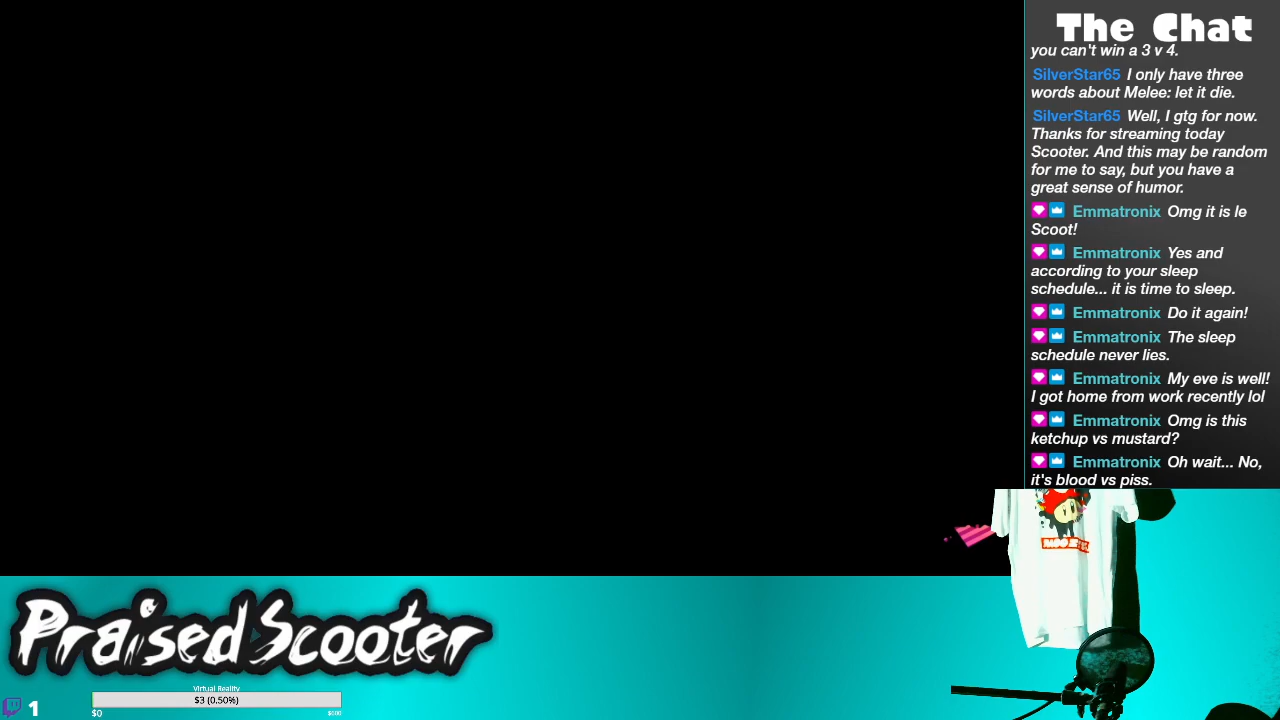 The Chat
you can't win a 3 v 4.
SilverStar65 I only have three
words about Melee: let it die.
SilverStar65 Well, I gtg for now.
Thanks for streaming today
Scooter. And this may be random
for me to say, but you have a
great sense of humor.
Emmatronix Omg it is le
Scoot!
Emmatronix Yes and
according to your sleep
schedule... it is time to sleep.
Emmatronix Do it again!
Emmatronix The sleep
schedule never lies.
Emmatronix My eve is well!
I got home from work recently lol
Emmatronix Omg is this
ketchup vs mustard?
Emmatronix Oh wait... No,
it's blood vs piss.
PraisedScooter
Virtual Reality
$3 (0.50%)
$0
1